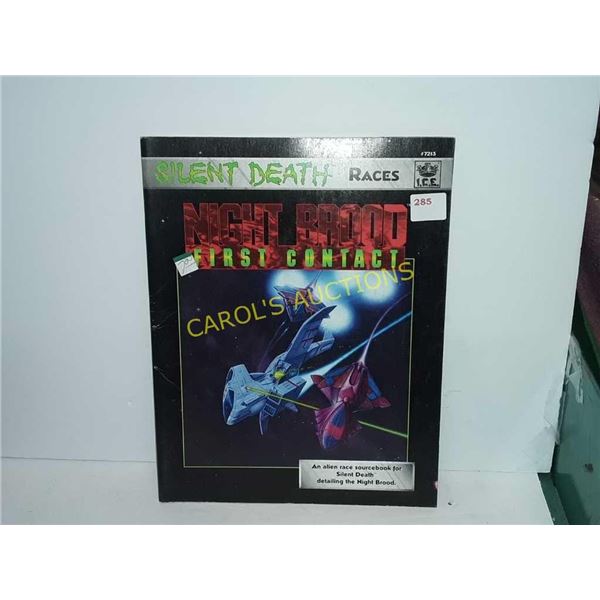 #7213
SILENT DEATH RACES
I.C.E.
285
NIGHT BROOD
FIRST CONTACT
CAROL'S AUCTIONS
An alien race sourcebook for
Silent Death
detailing the Night Brood.